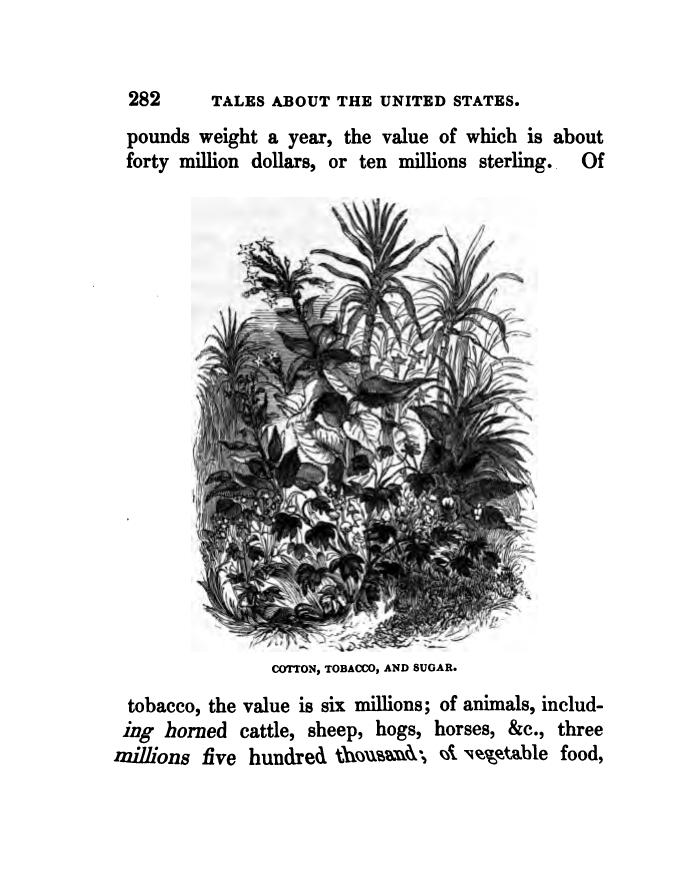 282 TALES ABOUT THE UNITED STATES.
pounds weight a year, the value of which is about
forty million dollars, or ten millions sterling. Of
COTTON, TOBACCO, AND SUGAR.
tobacco, the value is six millions; of animals, includ-
ing horned cattle, sheep, hogs, horses, &c., three
millions five hundred thousand; of vegetable food,